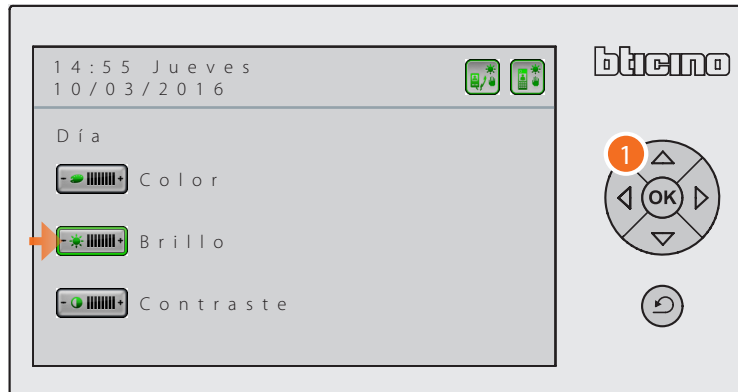 14:55 Jueves
10/03/2016
bticino
Día
1
- + Color
OK
- + Brillo
- + Contraste